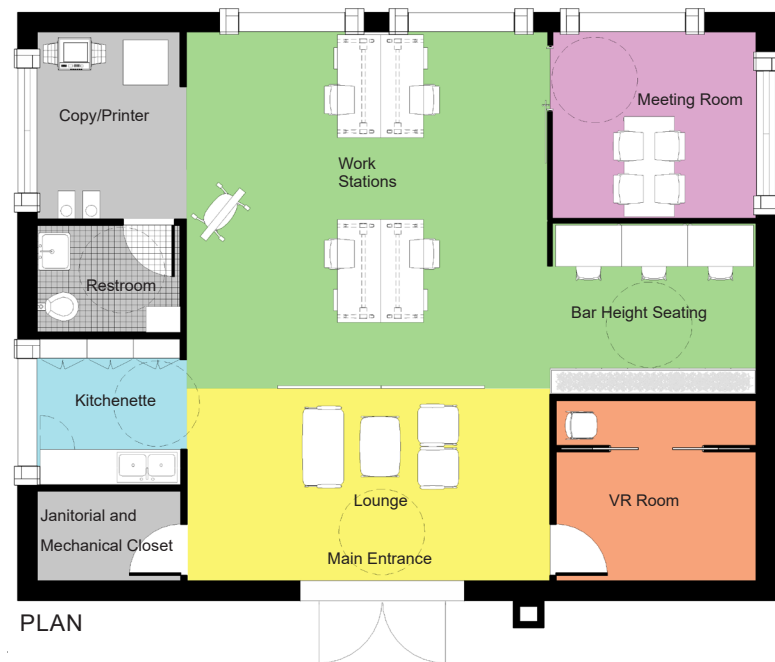 Copy/Printer
Meeting Room
Work
Stations
Restroom
Bar Height Seating
Kitchenette
Lounge
VR Room
Janitorial and
Mechanical Closet
Main Entrance
PLAN